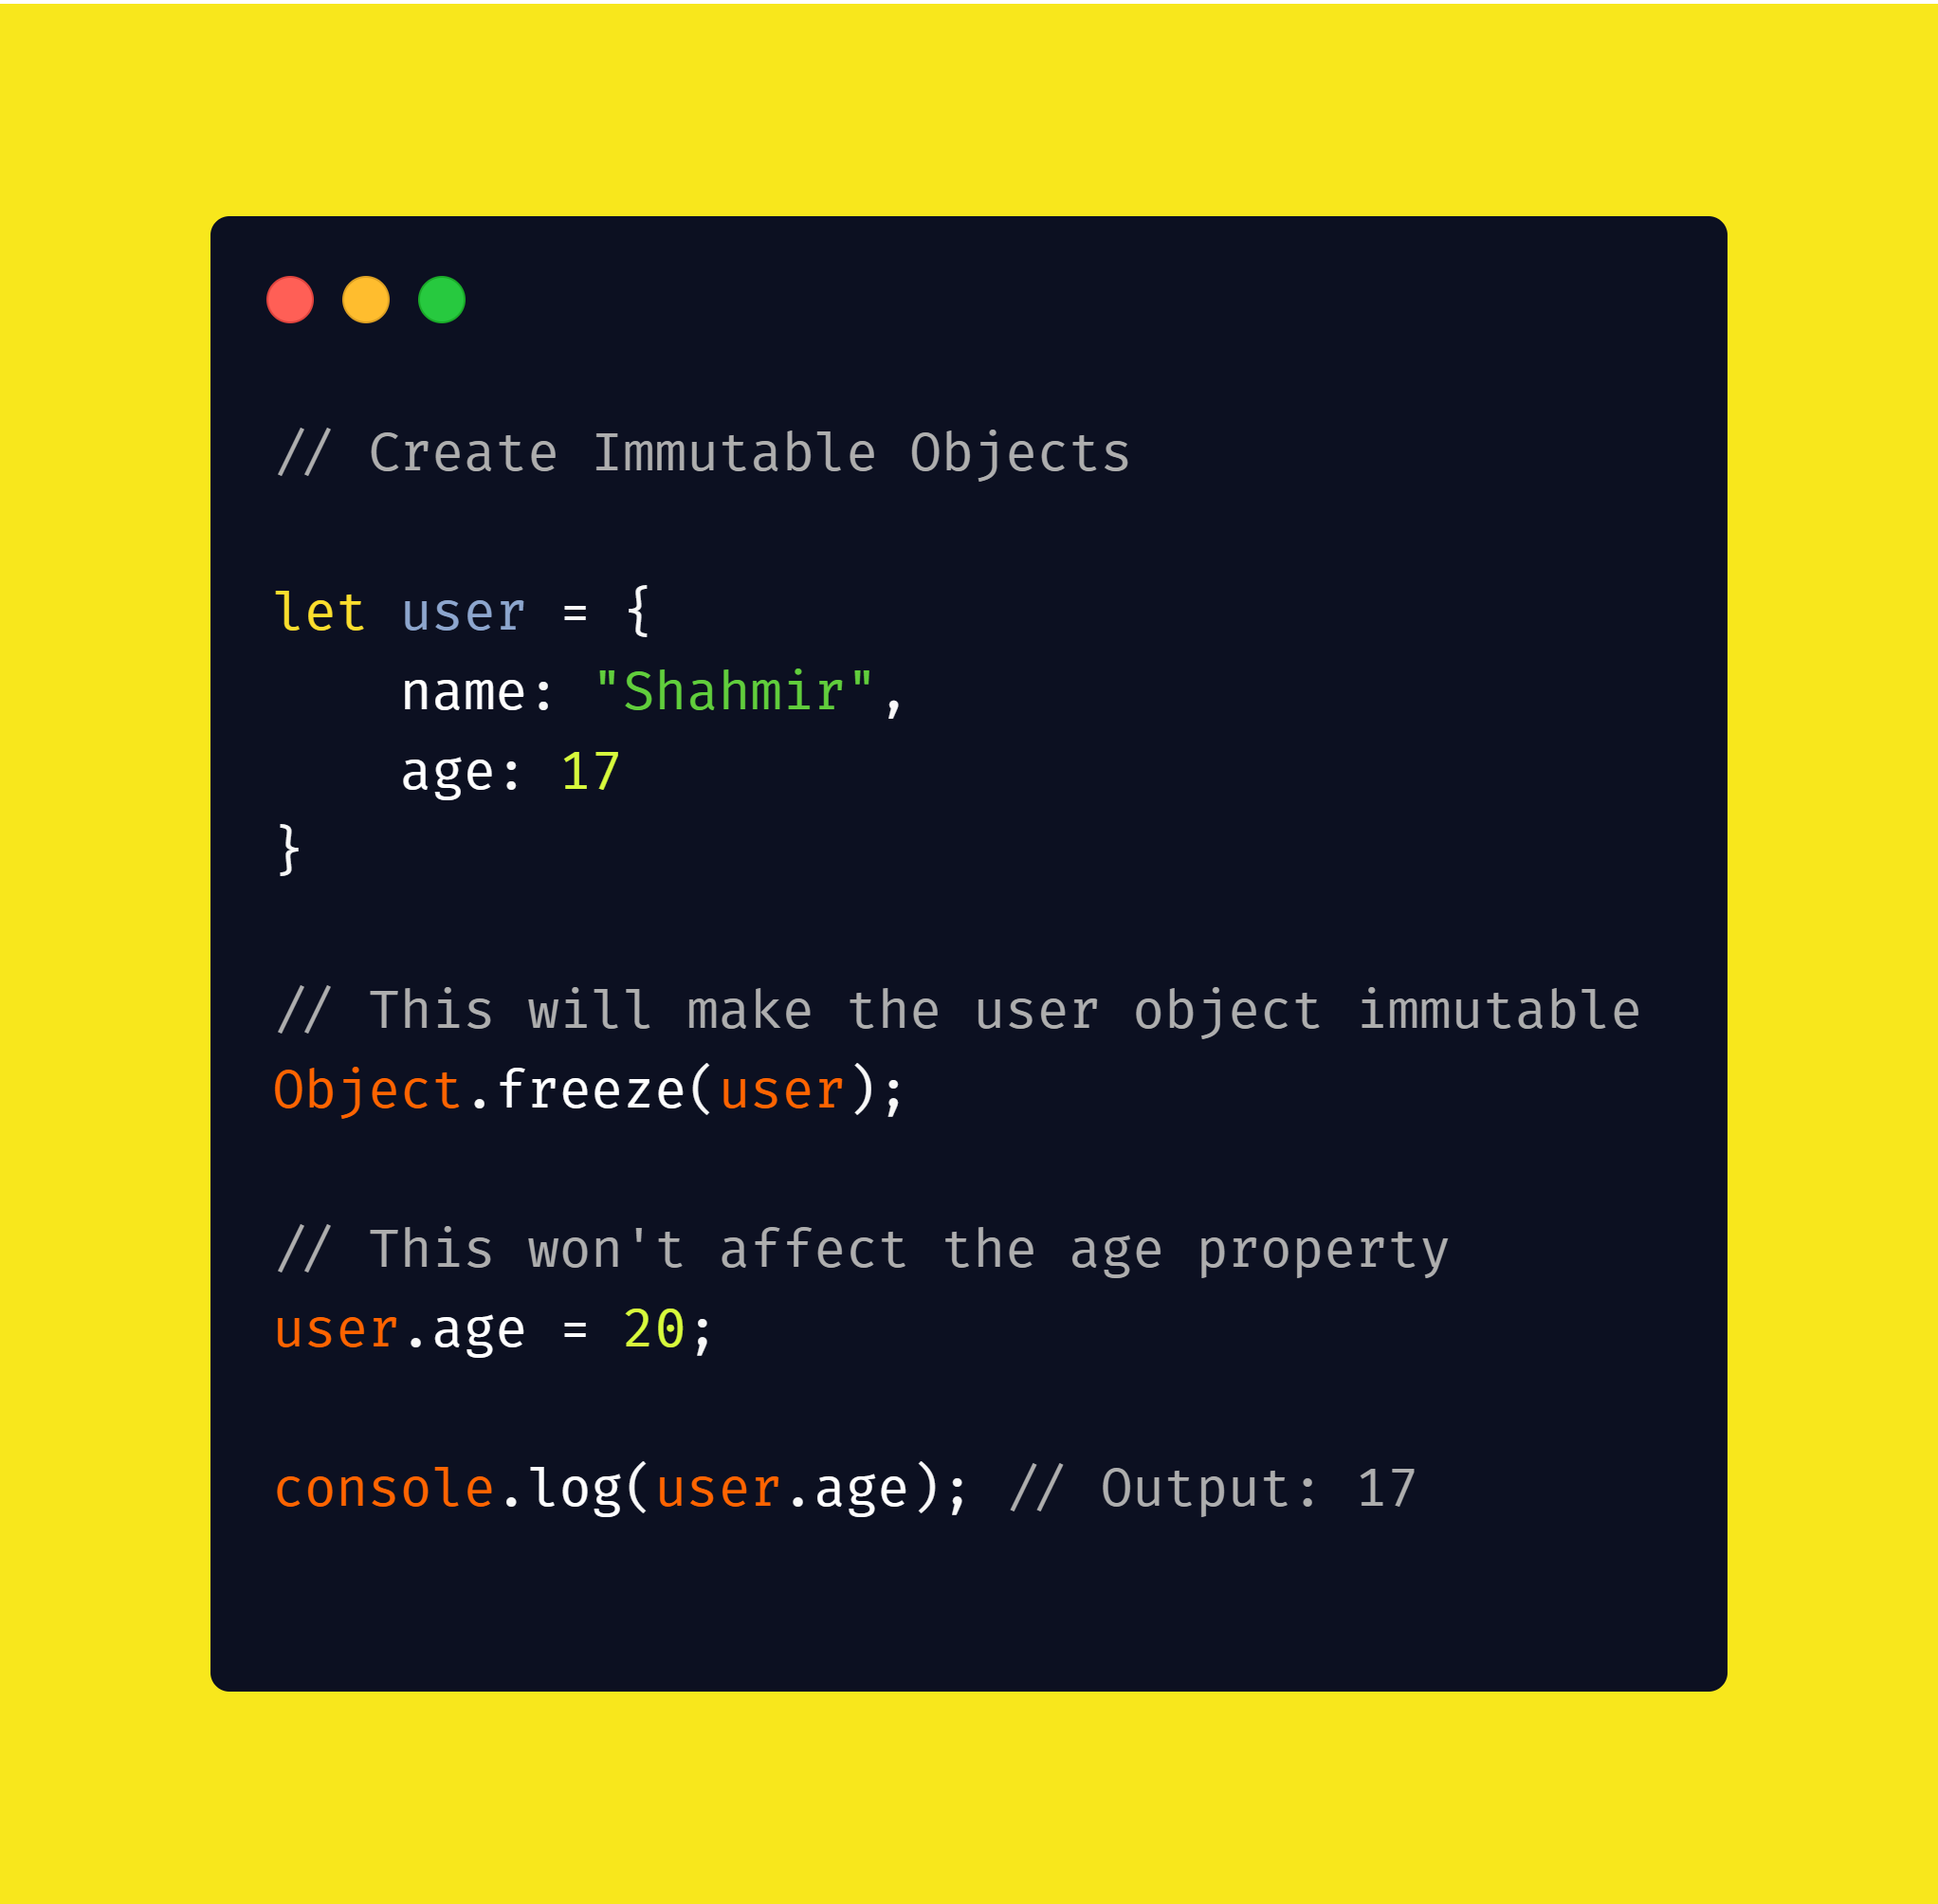 // Create Immutable Objects
let user = {
    name: "Shahmir",
    age: 17
}
// This will make the user object immutable
Object.freeze(user);
// This won't affect the age property
user.age = 20;
console.log(user.age); // Output: 17